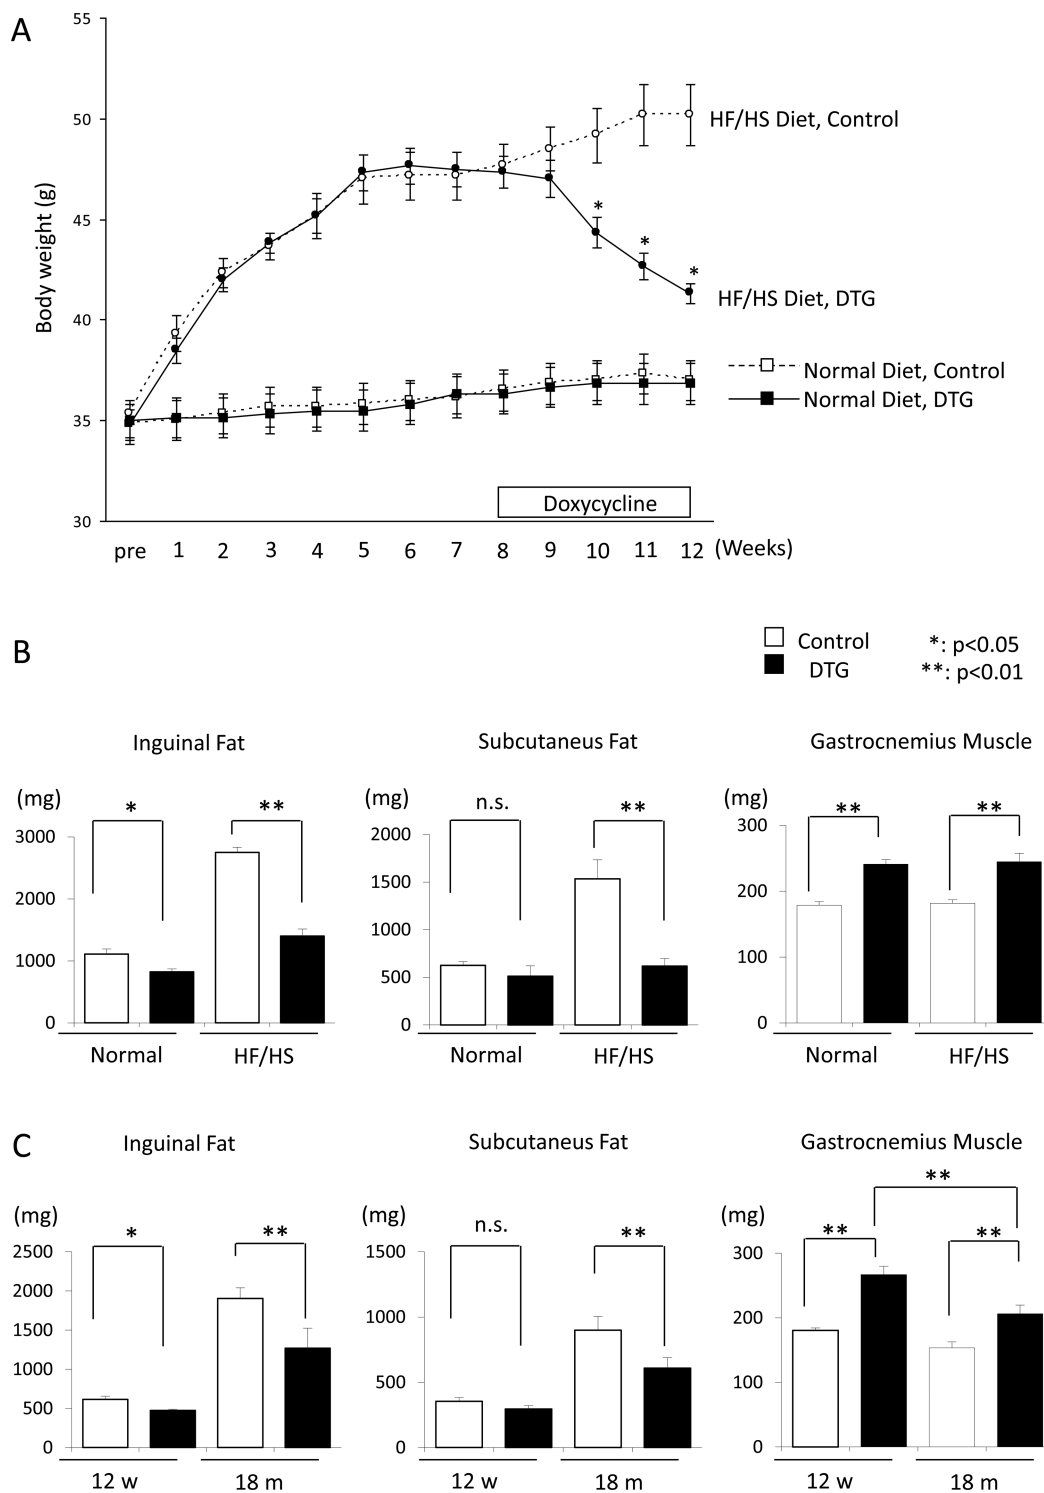 A
55
50
45
40
35
30
Body weight (g)
HF/HS Diet, Control
*
*
*
HF/HS Diet, DTG
Normal Diet, Control
Normal Diet, DTG
Doxycycline
pre 1 2 3 4 5 6 7 8 9 10 11 12 (Weeks)
B
Control *: p<0.05
DTG **: p<0.01
Inguinal Fat
(mg)
* **
3000
2000
1000
0
Normal HF/HS
Subcutaneus Fat
(mg)
n.s. **
2000
1500
1000
500
0
Normal HF/HS
Gastrocnemius Muscle
(mg)
** **
300
200
100
0
Normal HF/HS
C
Inguinal Fat
(mg)
* **
2500
2000
1500
1000
500
0
12 w 18 m
Subcutaneus Fat
(mg)
n.s. **
1500
1000
500
0
12 w 18 m
Gastrocnemius Muscle
**
(mg)
** **
300
200
100
0
12 w 18 m